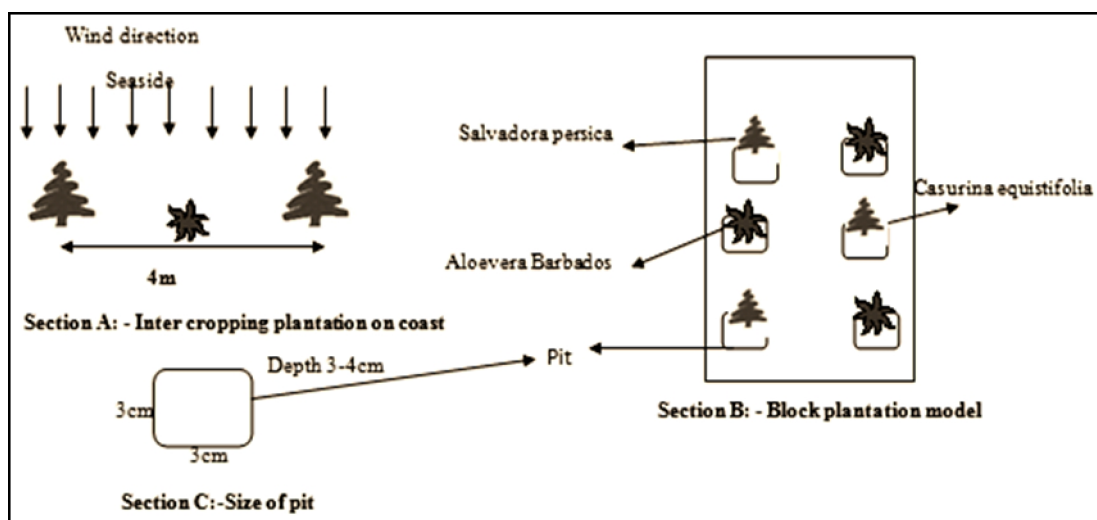 Wind direction
Seaside
4m
Section A: - Inter cropping plantation on coast
Depth 3-4cm
3cm
3cm
Section C:-Size of pit
Salvadora persica
Casurina equistifolia
Aloevera Barbados
Pit
Section B: - Block plantation model